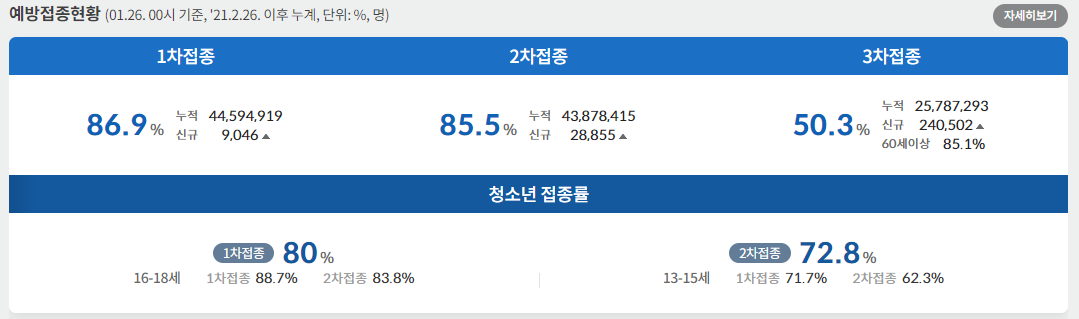 예방접종현황 (01.26. 00시 기준, '21.2.26. 이후 누계, 단위: %, 명) 자세히보기
1차접종 2차접종 3차접종
86.9 % 누적 44,594,919 신규 9,046 ▲
85.5 % 누적 43,878,415 신규 28,855 ▲
50.3 % 누적 25,787,293 신규 240,502 ▲ 60세이상 85.1%
청소년 접종률
1차접종 80 % 2차접종 72.8 %
16-18세 1차접종 88.7% 2차접종 83.8% 13-15세 1차접종 71.7% 2차접종 62.3%